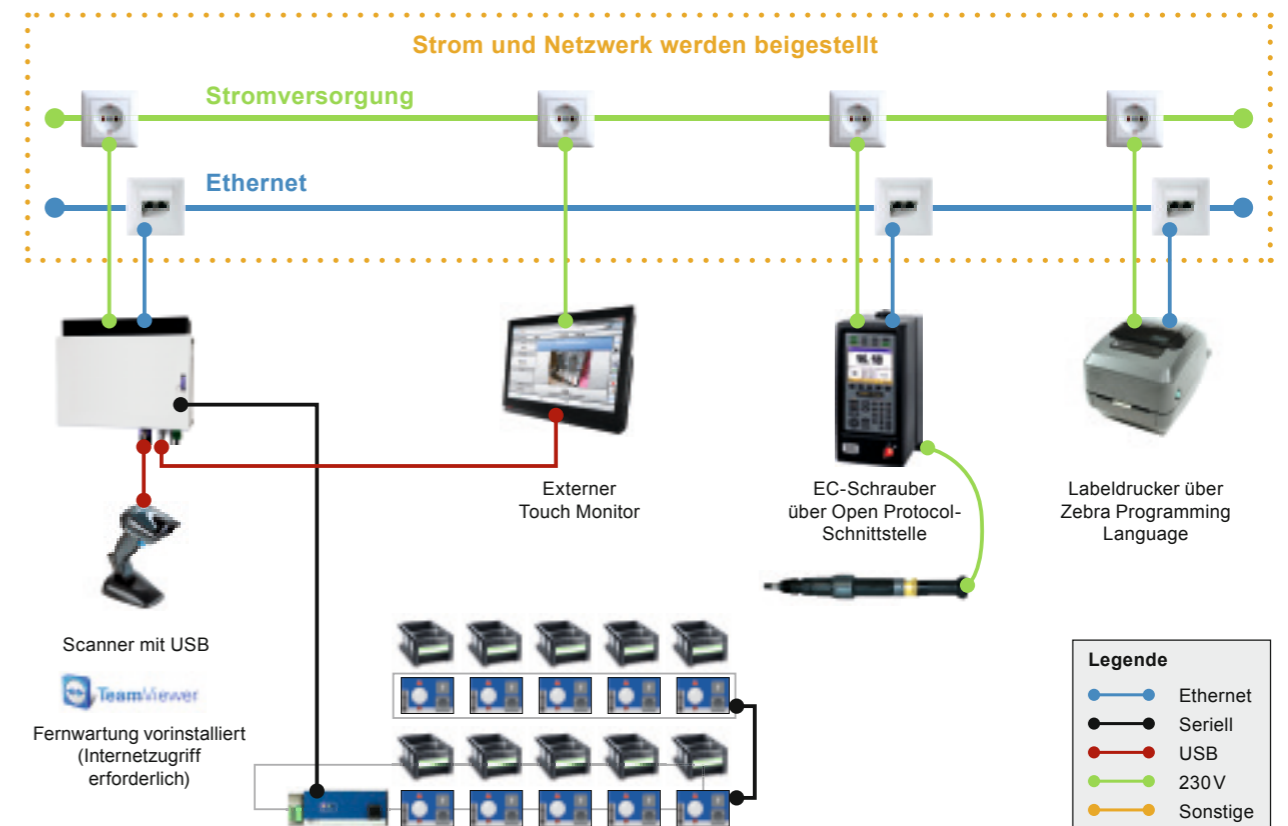 Strom und Netzwerk werden beigestellt
Stromversorgung
Ethernet
Externer
Touch Monitor
EC-Schrauber
über Open Protocol-
Schnittstelle
Labeldrucker über
Zebra Programming
Language
Scanner mit USB
TeamViewer
Fernwartung vorinstalliert
(Internetzugriff
erforderlich)
Legende
Ethernet
Seriell
USB
230 V
Sonstige